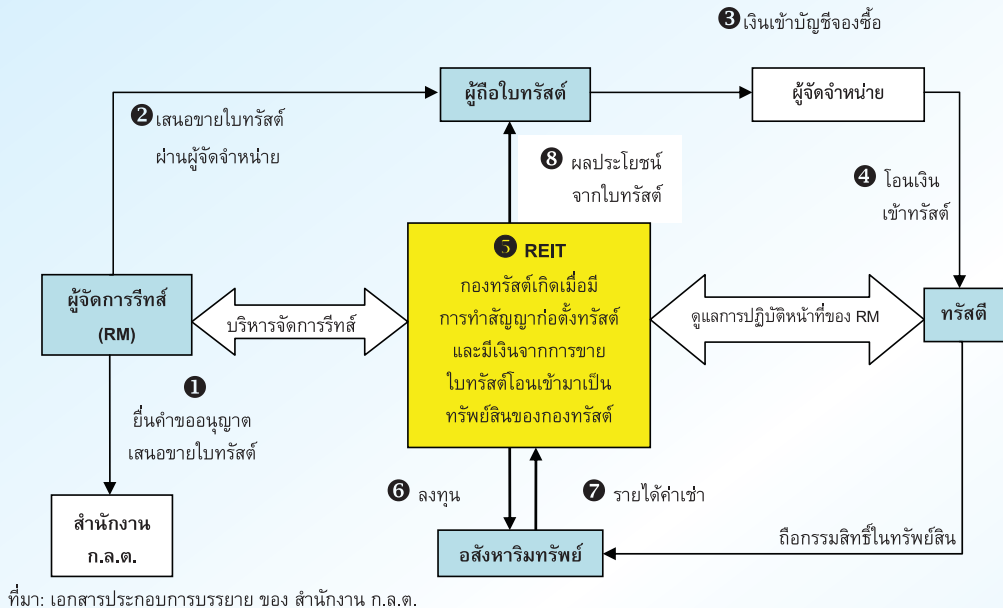 ❸ เงินเข้าบัญชีจองซื้อ
ผู้ถือใบทรัสต์
ผู้จัดจำหน่าย
❷ เสนอขายใบทรัสต์
ผ่านผู้จัดจำหน่าย
❽ ผลประโยชน์
จากใบทรัสต์
❹ โอนเงิน
เข้าทรัสต์
❺ REIT
กองทรัสต์เกิดเมื่อมี
การทำสัญญาก่อตั้งทรัสต์
และมีเงินจากการขาย
ใบทรัสต์โอนเข้ามาเป็น
ทรัพย์สินของกองทรัสต์
ผู้จัดการรีทส์
(RM)
บริหารจัดการรีทส์
ดูแลการปฏิบัติหน้าที่ของ RM
ทรัสตี
❶
ยื่นคำขออนุญาต
เสนอขายใบทรัสต์
❻ ลงทุน
❼ รายได้ค่าเช่า
สำนักงาน
ก.ล.ต.
อสังหาริมทรัพย์
ถือกรรมสิทธิ์ในทรัพย์สิน
ที่มา: เอกสารประกอบการบรรยาย ของ สำนักงาน ก.ล.ต.